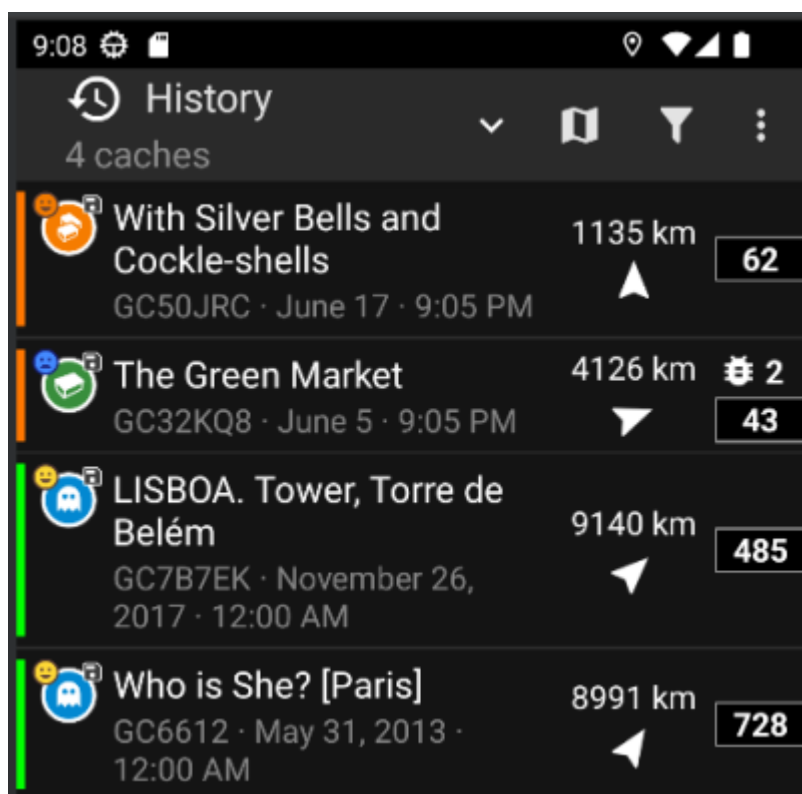 9:08
History
4 caches
With Silver Bells and
Cockle-shells
GC50JRC · June 17 · 9:05 PM
1135 km
62
The Green Market
GC32KQ8 · June 5 · 9:05 PM
4126 km
2
43
LISBOA. Tower, Torre de
Belém
GC7B7EK · November 26,
2017 · 12:00 AM
9140 km
485
Who is She? [Paris]
GC6612 · May 31, 2013 ·
12:00 AM
8991 km
728